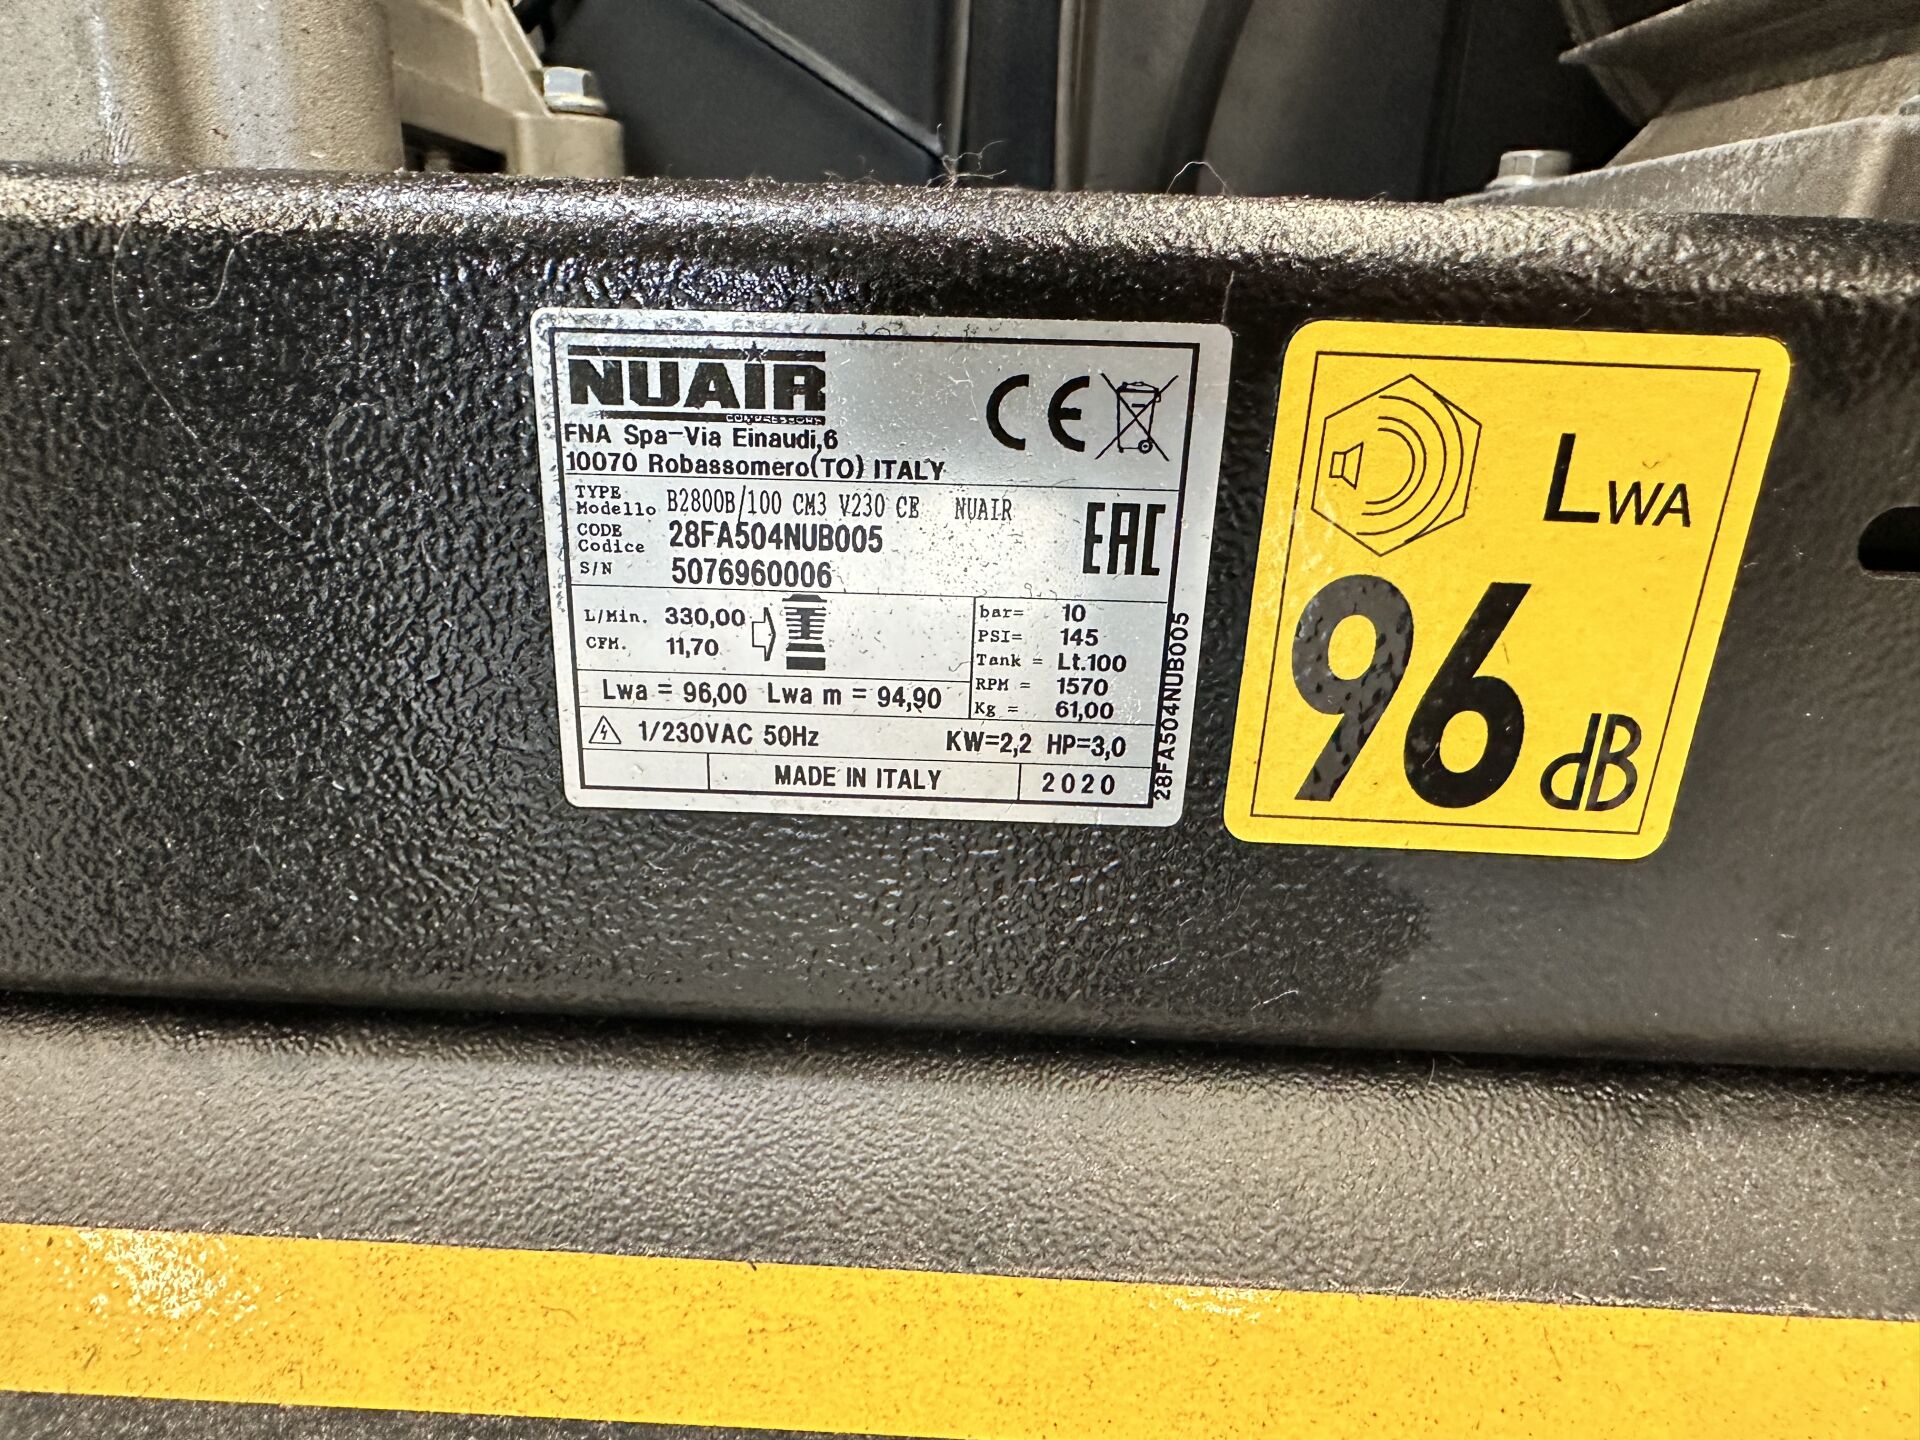 NUAIR
COMPRESSORS
FNA Spa-Via Einaudi,6
10070 Robassomero(TO) ITALY
CE
TYPE
Modello B2800B/100 CM3 V230 CE NUAIR
CODE
Codice 28FA504NUB005
S/N 5076960006
EAC
L/Min. 330,00
CFM. 11,70
bar= 10
PSI= 145
Tank = Lt.100
RPM = 1570
Kg = 61,00
Lwa = 96,00 Lwa m = 94,90
1/230VAC 50Hz KW=2,2 HP=3,0
MADE IN ITALY 2020
28FA504NUB005
LWA
96 dB